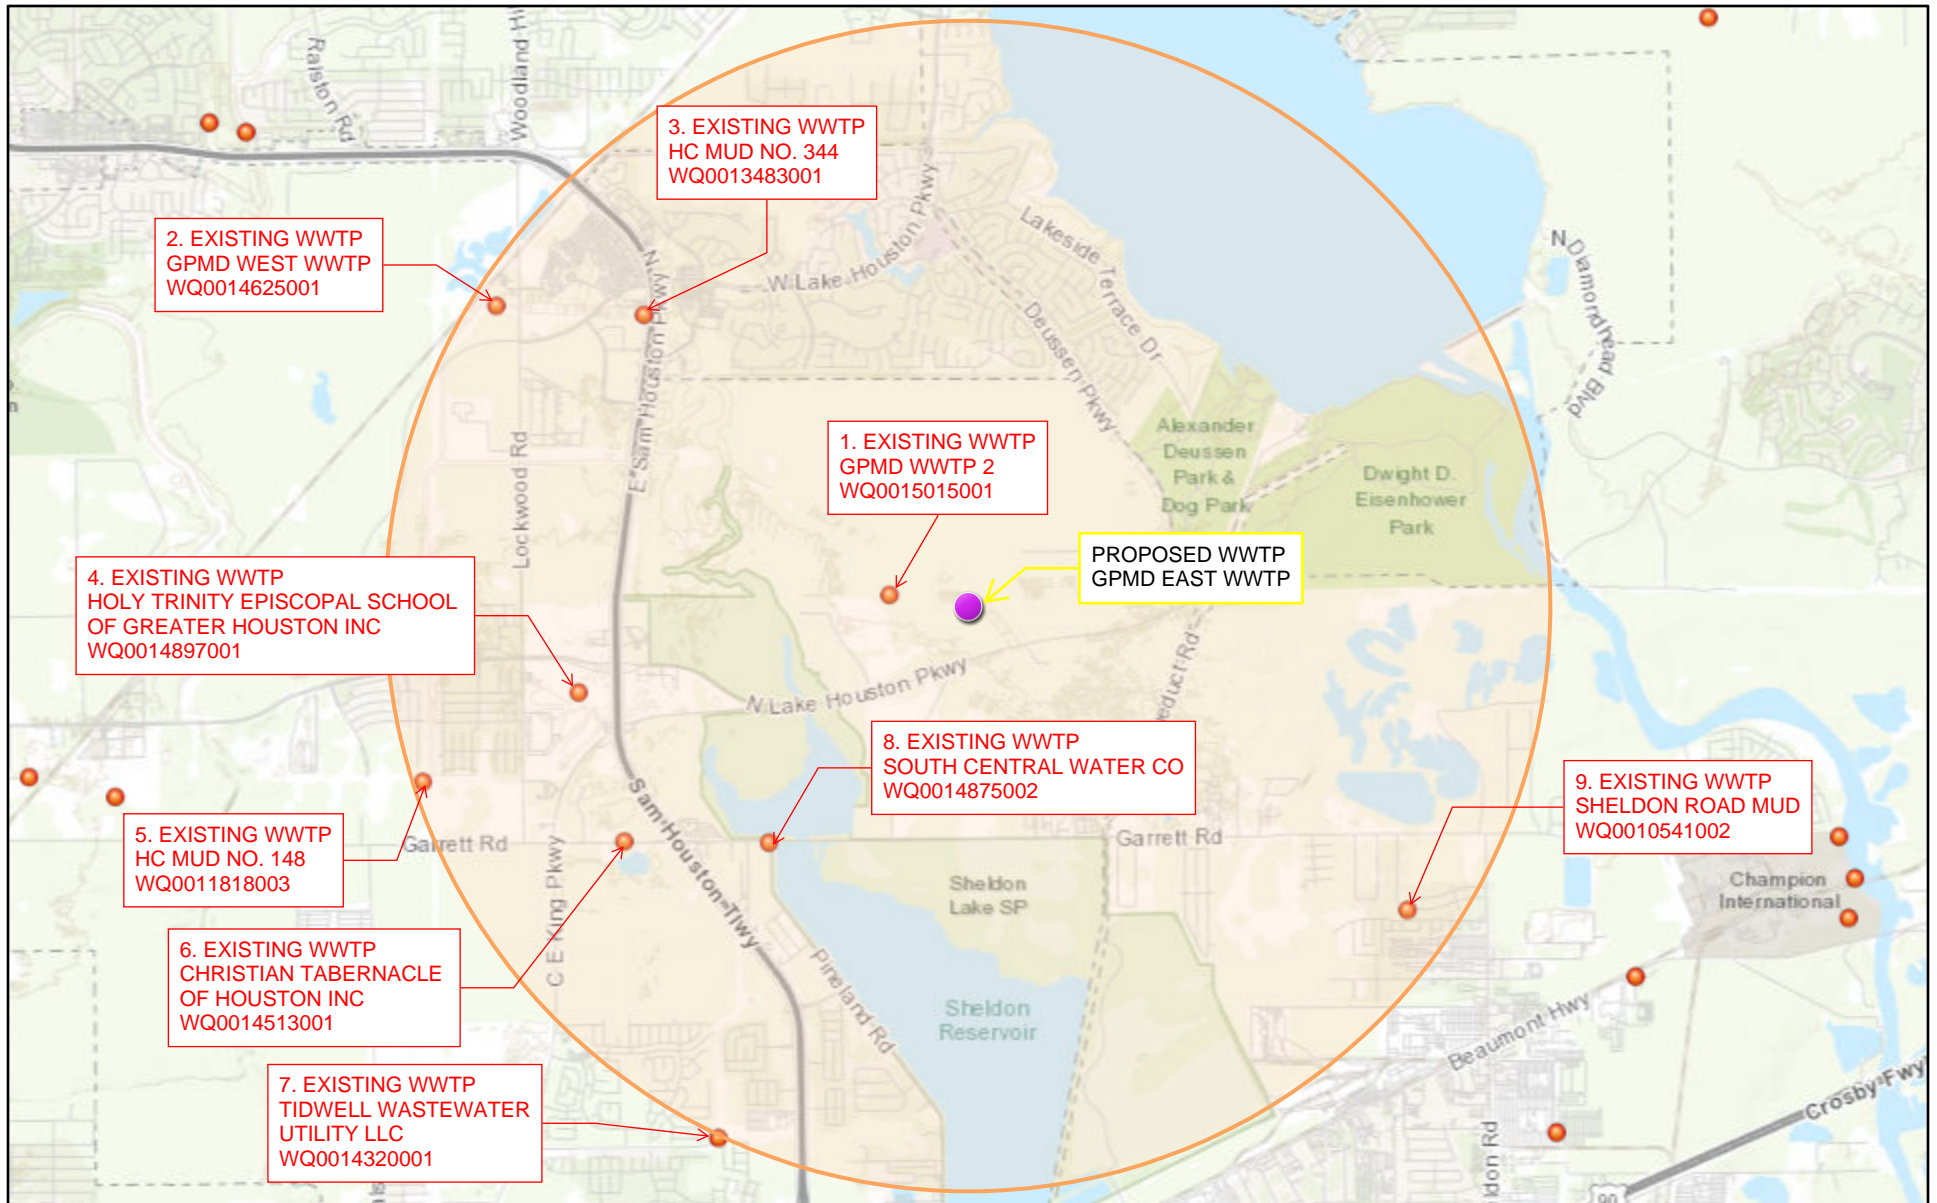 Ralston Rd
3. EXISTING WWTP
HC MUD NO. 344
WQ0013483001
2. EXISTING WWTP
GPMD WEST WWTP
WQ0014625001
W Lake Houston Pkwy
Lakeside Terrace Dr
Deussen Pkwy
N Diamondhead Blvd
Lockwood Rd
E Sam Houston Pkwy N
1. EXISTING WWTP
GPMD WWTP 2
WQ0015015001
Alexander
Deussen
Park &
Dog Park
Dwight D.
Eisenhower
Park
PROPOSED WWTP
GPMD EAST WWTP
4. EXISTING WWTP
HOLY TRINITY EPISCOPAL SCHOOL
OF GREATER HOUSTON INC
WQ0014897001
N Lake Houston Pkwy
educt Rd
8. EXISTING WWTP
SOUTH CENTRAL WATER CO
WQ0014875002
9. EXISTING WWTP
SHELDON ROAD MUD
WQ0010541002
5. EXISTING WWTP
HC MUD NO. 148
WQ0011818003
Garrett Rd
Garrett Rd
C E King Pkwy
Sam Houston Tlwy
Sheldon
Lake SP
Champion
International
6. EXISTING WWTP
CHRISTIAN TABERNACLE
OF HOUSTON INC
WQ0014513001
Pineland Rd
Sheldon
Reservoir
Beaumont Hwy
7. EXISTING WWTP
TIDWELL WASTEWATER
UTILITY LLC
WQ0014320001
Crosby Fwy
ldon Rd
90